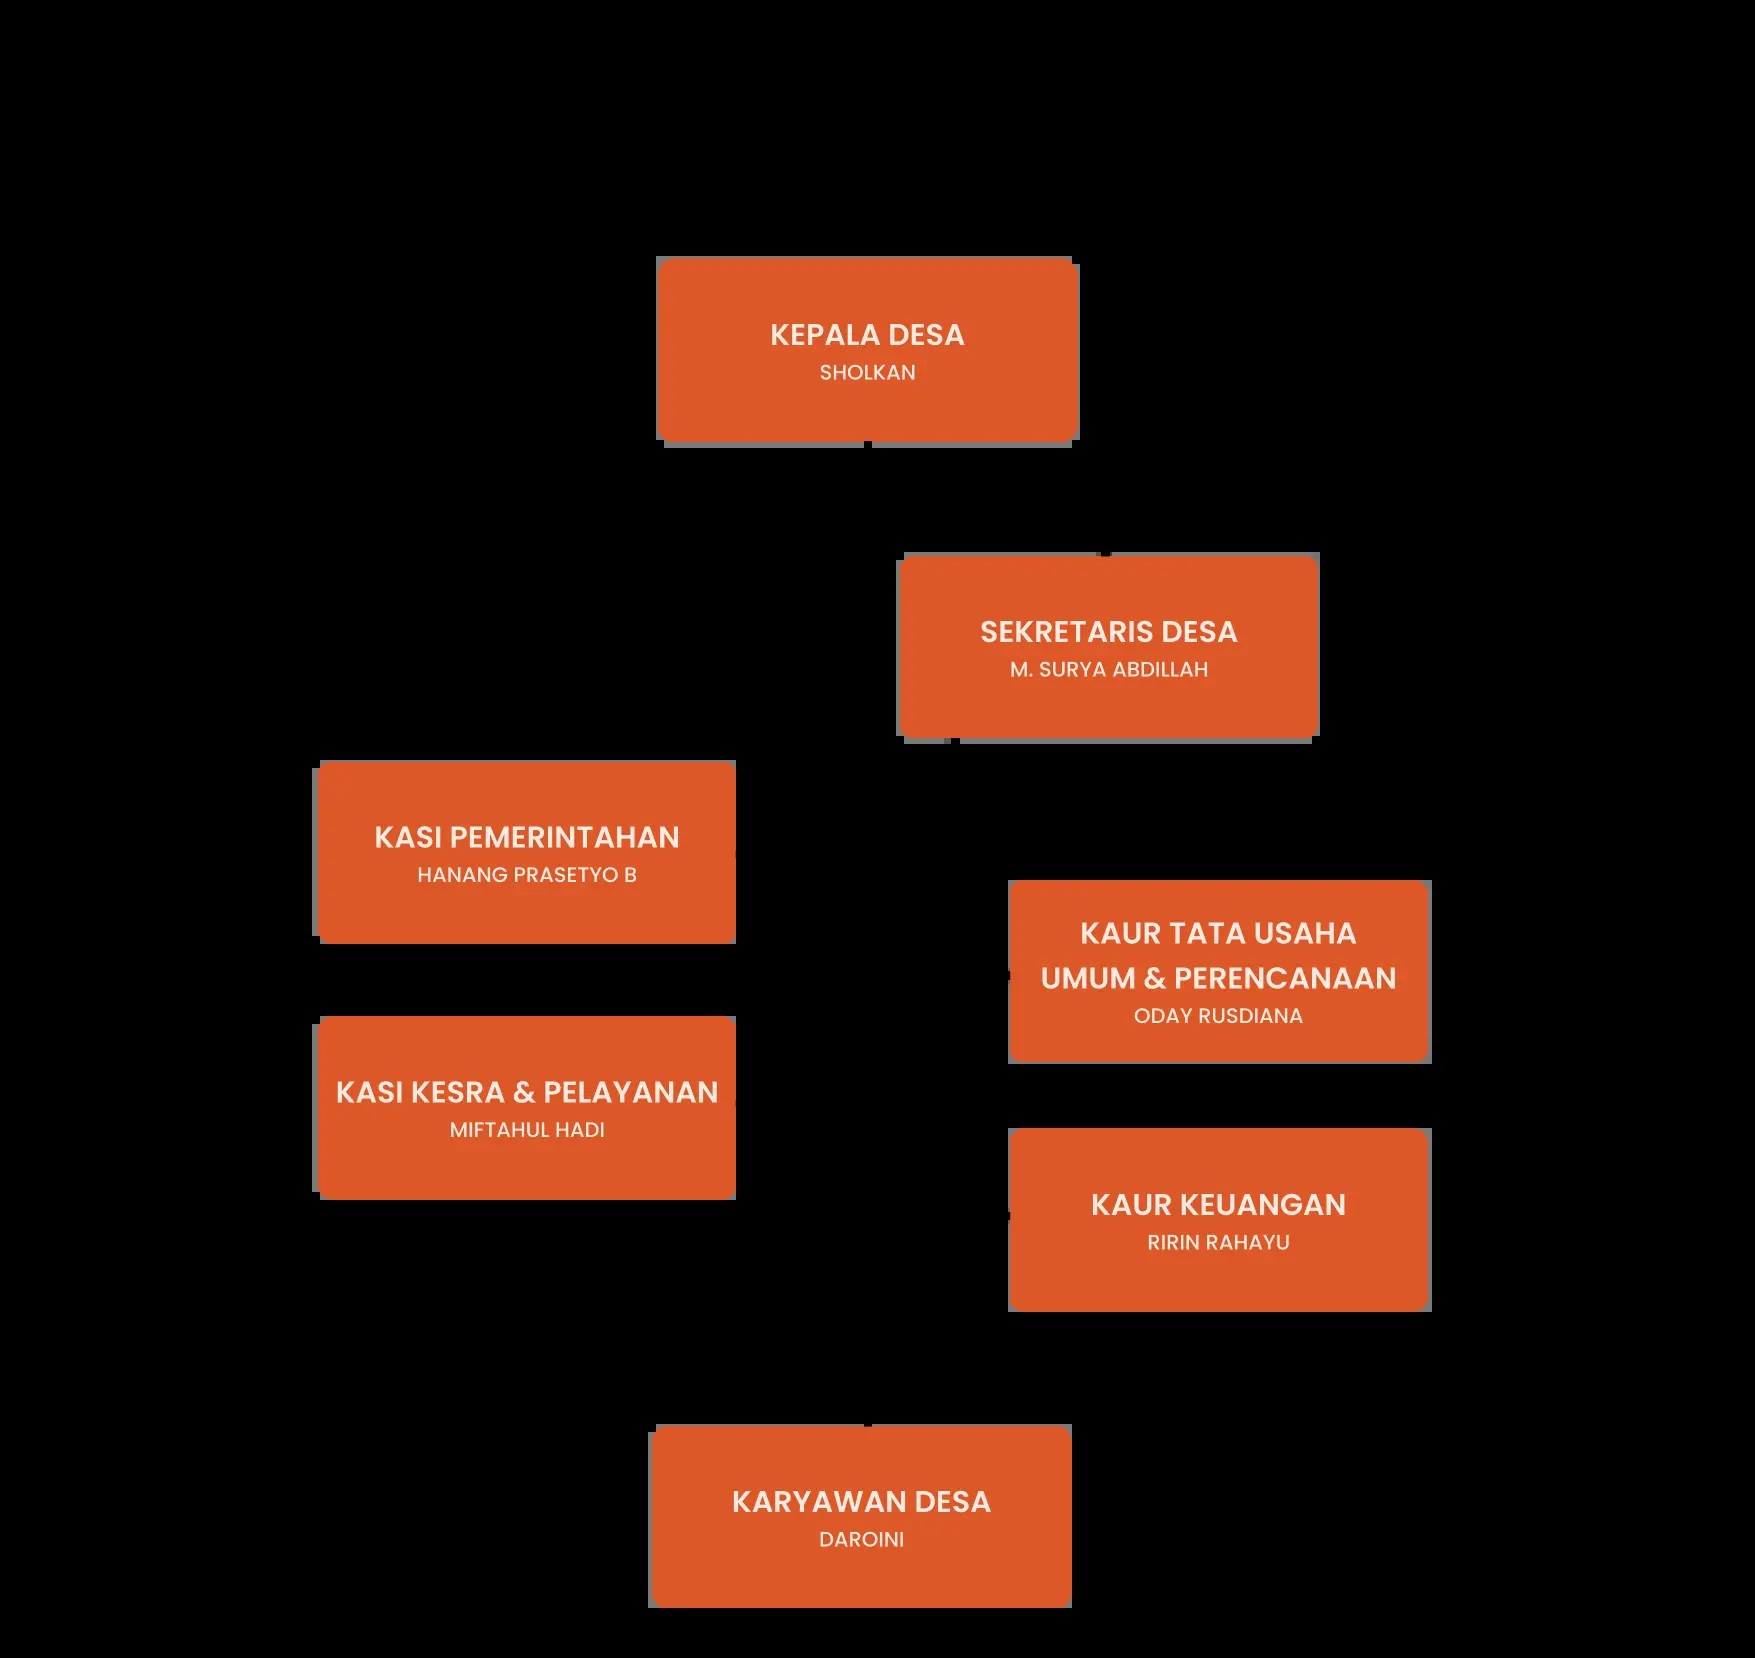 KEPALA DESA
SHOLKAN
SEKRETARIS DESA
M. SURYA ABDILLAH
KASI PEMERINTAHAN
HANANG PRASETYO B
KAUR TATA USAHA
UMUM & PERENCANAAN
ODAY RUSDIANA
KASI KESRA & PELAYANAN
MIFTAHUL HADI
KAUR KEUANGAN
RIRIN RAHAYU
KARYAWAN DESA
DAROINI